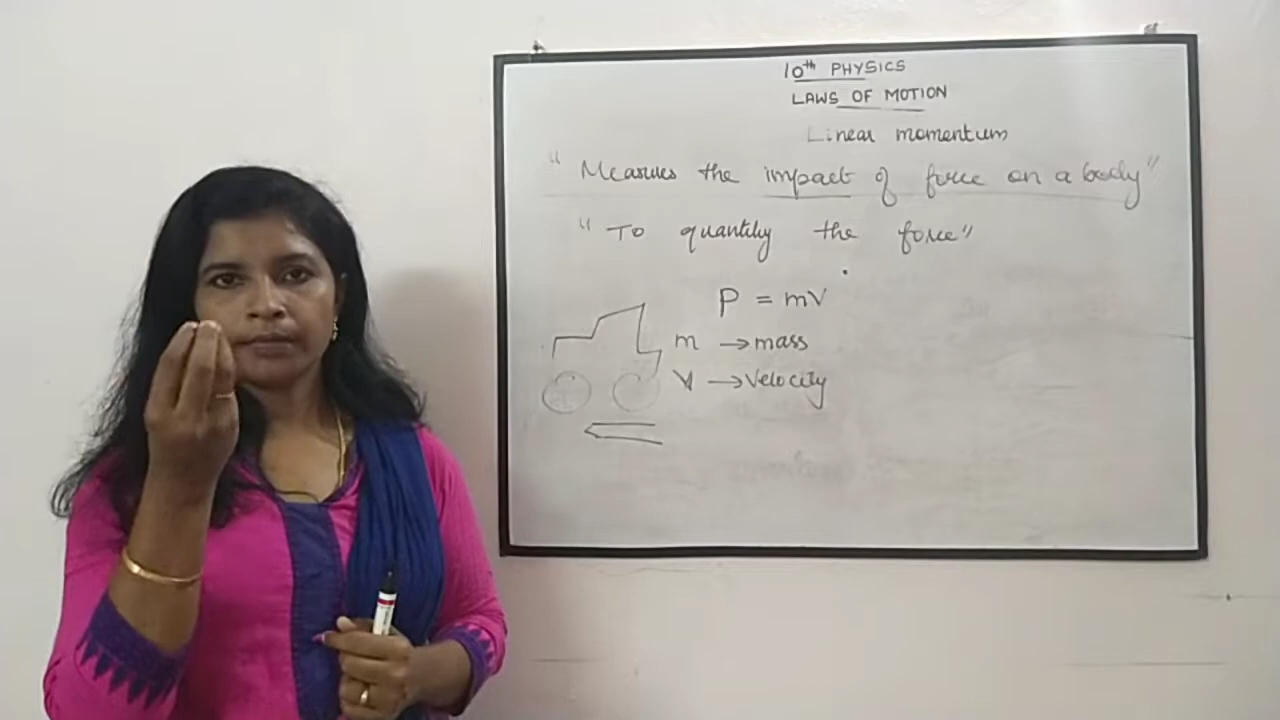 10th PHYSICS
LAWS OF MOTION
Linear momentum
"Measures the impact of force on a body"
"To quantity the force"
P = mV
m → mass
V → Velocity